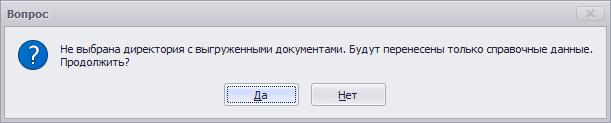 Вопрос
Не выбрана директория с выгруженными документами. Будут перенесены только справочные данные.
Продолжить?
Да
Нет